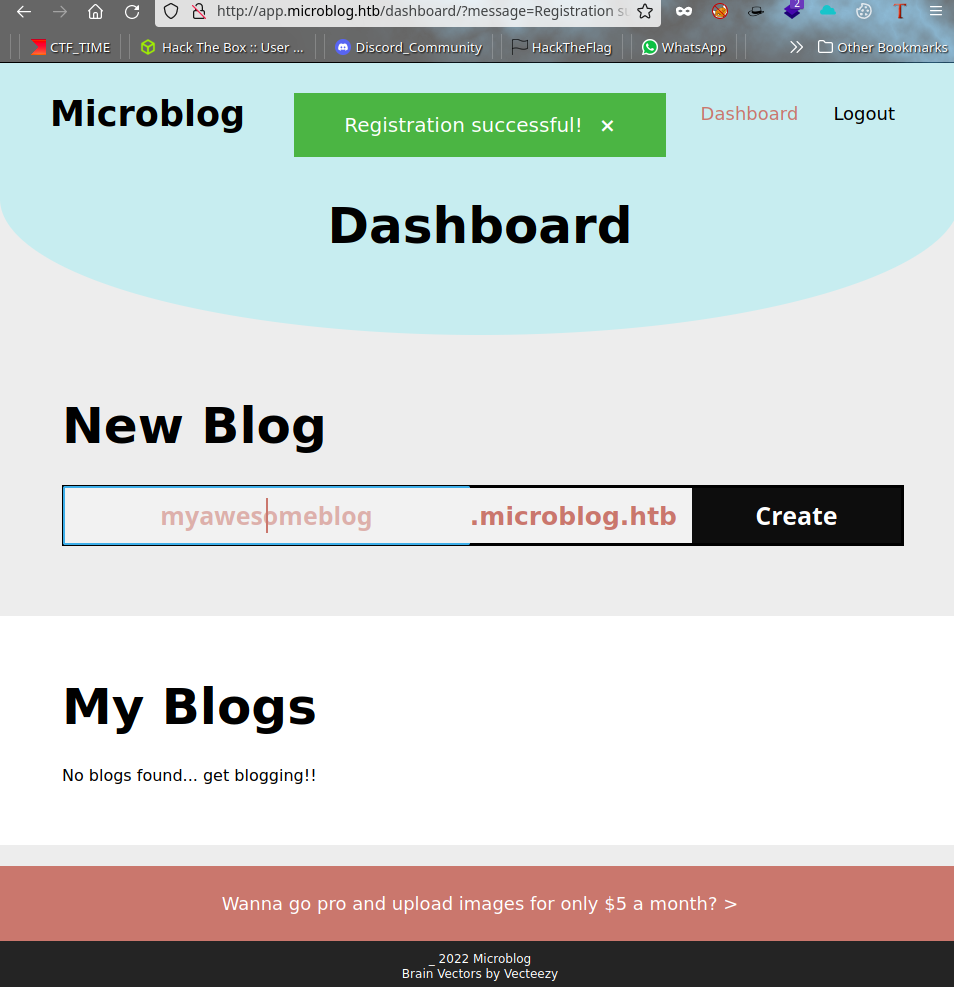 http://app.microblog.htb/dashboard/?message=Registration
2
CTF_TIME
Hack The Box :: User ...
Discord_Community
HackTheFlag
WhatsApp
Other Bookmarks
Microblog
Registration successful! ×
Dashboard
Logout
Dashboard
New Blog
myawesomeblog .microblog.htb Create
My Blogs
No blogs found... get blogging!!
Wanna go pro and upload images for only $5 a month? >
_ 2022 Microblog
Brain Vectors by Vecteezy